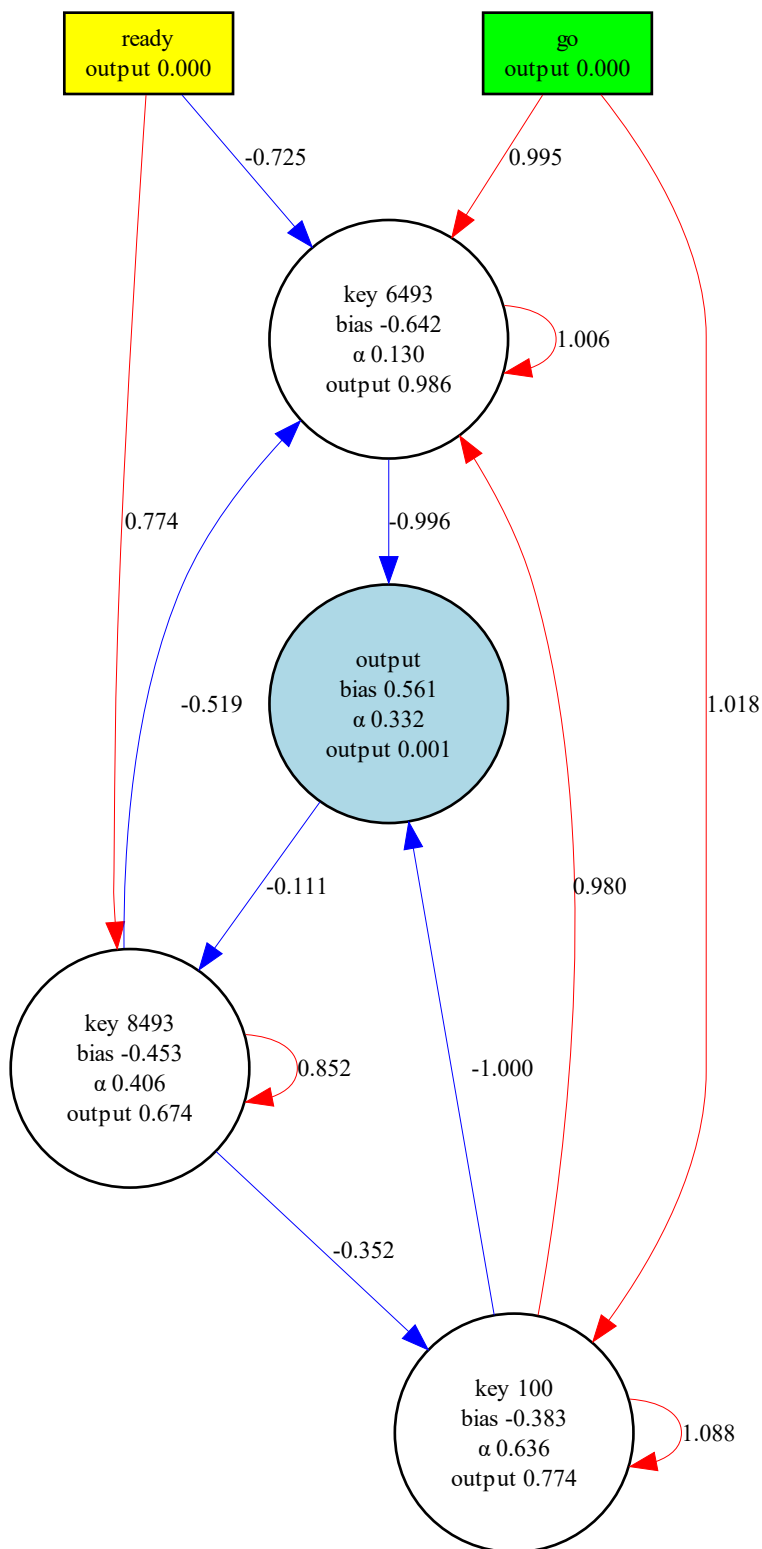 ready
output 0.000
go
output 0.000
-0.725
0.995
key 6493
bias -0.642
α 0.130
output 0.986
1.006
0.774
-0.996
output
bias 0.561
α 0.332
output 0.001
-0.519
1.018
-0.111
0.980
key 8493
bias -0.453
α 0.406
output 0.674
0.852
-1.000
-0.352
key 100
bias -0.383
α 0.636
output 0.774
1.088